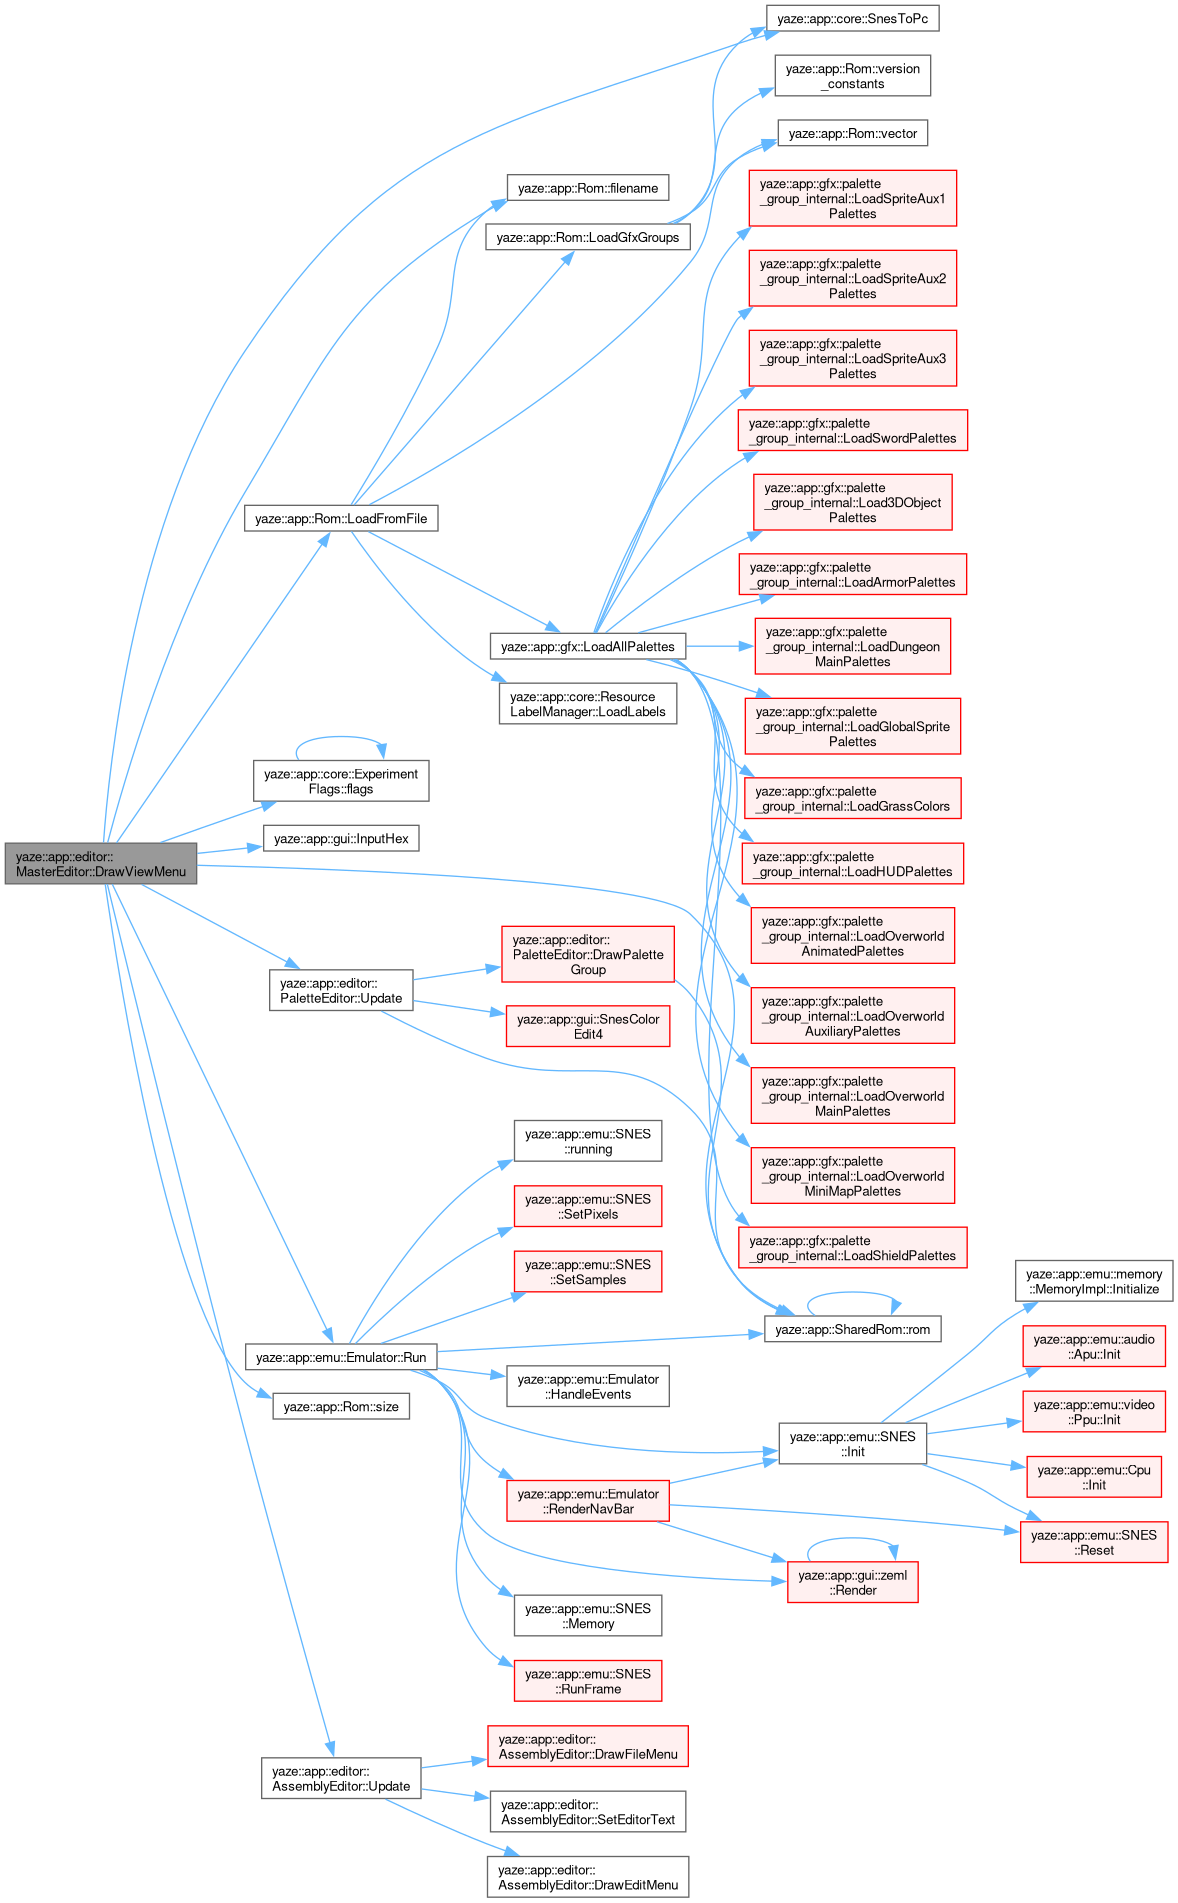 yaze::app::editor::
MasterEditor::DrawViewMenu
yaze::app::core::SnesToPc
yaze::app::Rom::version
_constants
yaze::app::Rom::vector
yaze::app::Rom::filename
yaze::app::Rom::LoadGfxGroups
yaze::app::gfx::palette
_group_internal::LoadSpriteAux1
Palettes
yaze::app::gfx::palette
_group_internal::LoadSpriteAux2
Palettes
yaze::app::gfx::palette
_group_internal::LoadSpriteAux3
Palettes
yaze::app::gfx::palette
_group_internal::LoadSwordPalettes
yaze::app::gfx::palette
_group_internal::Load3DObject
Palettes
yaze::app::Rom::LoadFromFile
yaze::app::gfx::palette
_group_internal::LoadArmorPalettes
yaze::app::gfx::LoadAllPalettes
yaze::app::gfx::palette
_group_internal::LoadDungeon
MainPalettes
yaze::app::core::Resource
LabelManager::LoadLabels
yaze::app::gfx::palette
_group_internal::LoadGlobalSprite
Palettes
yaze::app::core::Experiment
Flags::flags
yaze::app::gfx::palette
_group_internal::LoadGrassColors
yaze::app::gui::InputHex
yaze::app::gfx::palette
_group_internal::LoadHUDPalettes
yaze::app::gfx::palette
_group_internal::LoadOverworld
AnimatedPalettes
yaze::app::editor::
PaletteEditor::DrawPalette
Group
yaze::app::editor::
PaletteEditor::Update
yaze::app::gui::SnesColor
Edit4
yaze::app::gfx::palette
_group_internal::LoadOverworld
AuxiliaryPalettes
yaze::app::gfx::palette
_group_internal::LoadOverworld
MainPalettes
yaze::app::emu::SNES
::running
yaze::app::gfx::palette
_group_internal::LoadOverworld
MiniMapPalettes
yaze::app::emu::SNES
::SetPixels
yaze::app::gfx::palette
_group_internal::LoadShieldPalettes
yaze::app::emu::SNES
::SetSamples
yaze::app::emu::memory
::MemoryImpl::Initialize
yaze::app::SharedRom::rom
yaze::app::emu::Emulator::Run
yaze::app::emu::audio
::Apu::Init
yaze::app::emu::Emulator
::HandleEvents
yaze::app::Rom::size
yaze::app::emu::video
::Ppu::Init
yaze::app::emu::SNES
::Init
yaze::app::emu::Cpu
::Init
yaze::app::emu::Emulator
::RenderNavBar
yaze::app::emu::SNES
::Reset
yaze::app::gui::zeml
::Render
yaze::app::emu::SNES
::Memory
yaze::app::emu::SNES
::RunFrame
yaze::app::editor::
AssemblyEditor::DrawFileMenu
yaze::app::editor::
AssemblyEditor::Update
yaze::app::editor::
AssemblyEditor::SetEditorText
yaze::app::editor::
AssemblyEditor::DrawEditMenu